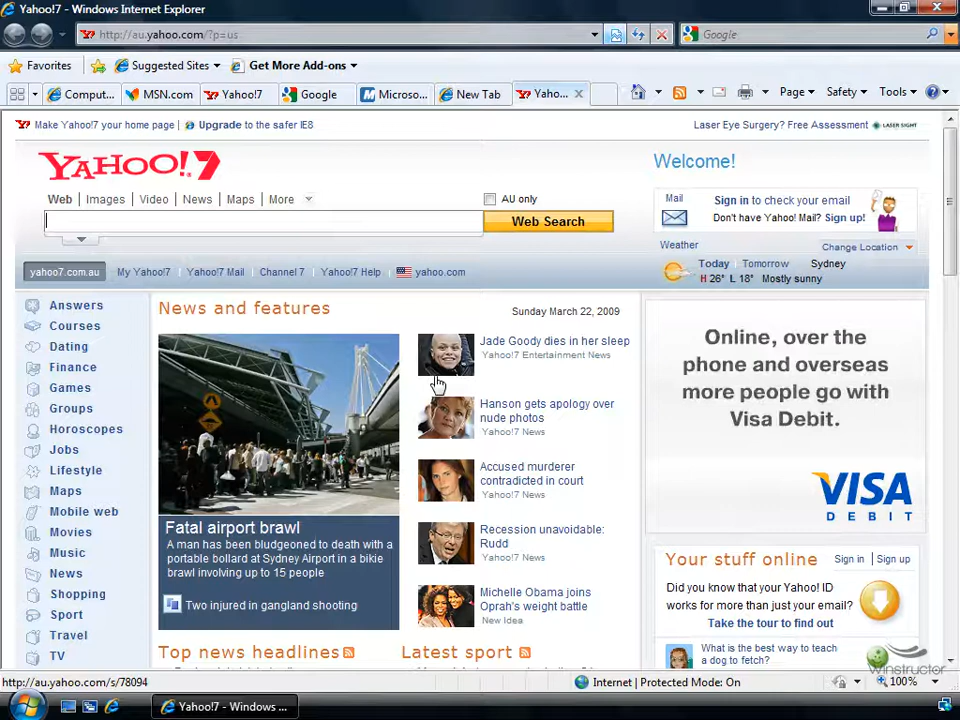 Yahoo!7 - Windows Internet Explorer
http://au.yahoo.com/?p=us
Google
Favorites Suggested Sites Get More Add-ons
Comput... MSN.com Yahoo!7 Google Microso... New Tab Yaho... Page Safety Tools
Make Yahoo!7 your home page | Upgrade to the safer IE8
Laser Eye Surgery? Free Assessment LASER SIGHT
YAHOO!7
Welcome!
Web | Images | Video | News | Maps | More
AU only
Web Search
Mail
Sign in to check your email
Don't have Yahoo! Mail? Sign up!
Weather
Change Location
Today Tomorrow Sydney
H 26° L 18° Mostly sunny
yahoo7.com.au My Yahoo!7 Yahoo!7 Mail Channel 7 Yahoo!7 Help yahoo.com
Answers
Courses
Dating
Finance
Games
Groups
Horoscopes
Jobs
Lifestyle
Maps
Mobile web
Movies
Music
News
Shopping
Sport
Travel
TV
News and features
Sunday March 22, 2009
Fatal airport brawl
A man has been bludgeoned to death with a
portable bollard at Sydney Airport in a bikie
brawl involving up to 15 people
Two injured in gangland shooting
Jade Goody dies in her sleep
Yahoo!7 Entertainment News
Hanson gets apology over
nude photos
Yahoo!7 News
Accused murderer
contradicted in court
Yahoo!7 News
Recession unavoidable:
Rudd
Yahoo!7 News
Michelle Obama joins
Oprah's weight battle
New Idea
Top news headlines
Latest sport
Online, over the
phone and overseas
more people go with
Visa Debit.
VISA
DEBIT
Your stuff online
Sign in | Sign up
Did you know that your Yahoo! ID
works for more than just your email?
Take the tour to find out
What is the best way to teach
a dog to fetch?
Winstructor
http://au.yahoo.com/s/78094
Internet | Protected Mode: On
100%
Yahoo!7 - Windows ...